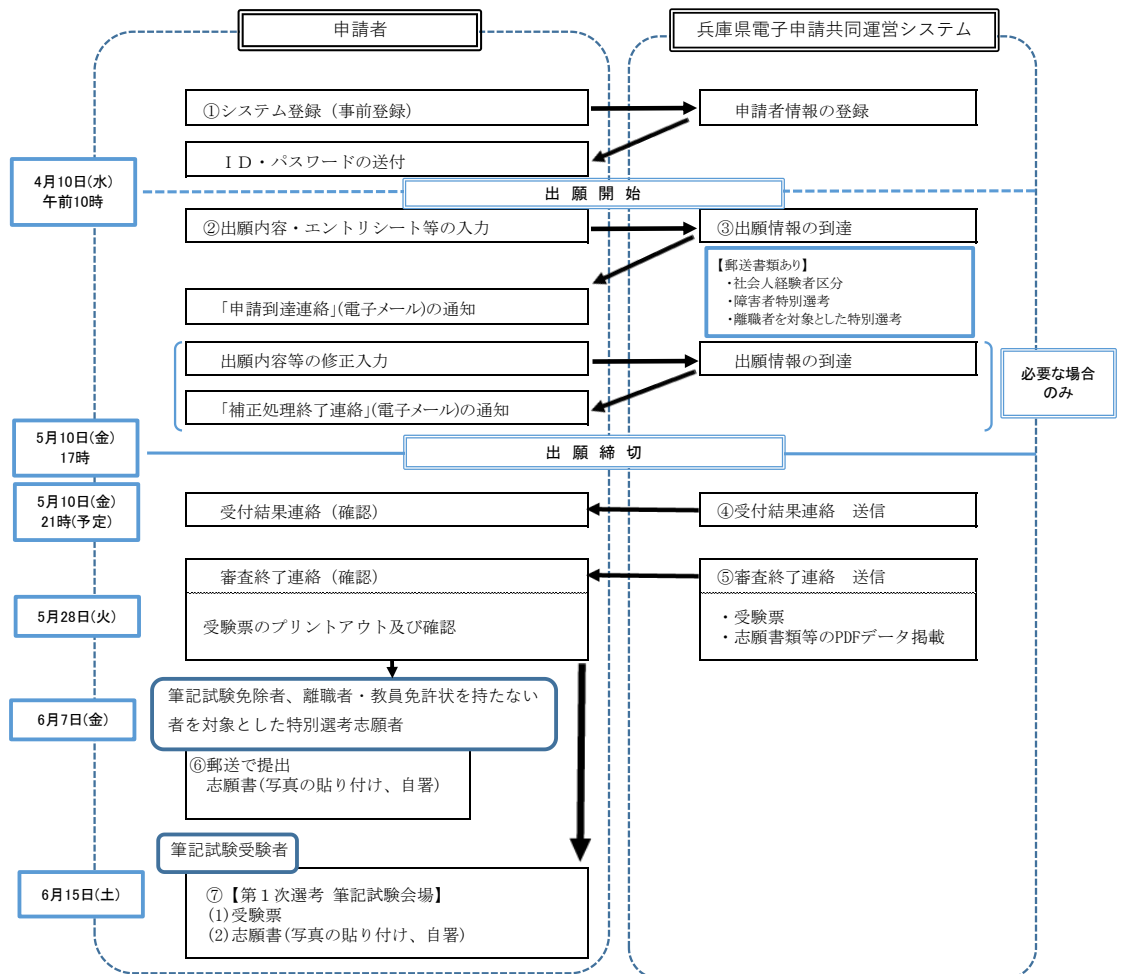 申請者
兵庫県電子申請共同運営システム
①システム登録（事前登録）
申請者情報の登録
ＩＤ・パスワードの送付
4月10日(水)
午前10時
出願開始
②出願内容・エントリシート等の入力
③出願情報の到達
【郵送書類あり】
・社会人経験者区分
・障害者特別選考
・離職者を対象とした特別選考
「申請到達連絡」(電子メール)の通知
出願内容等の修正入力
出願情報の到達
必要な場合
のみ
「補正処理終了連絡」(電子メール)の通知
5月10日(金)
17時
出願締切
5月10日(金)
21時(予定)
受付結果連絡（確認）
④受付結果連絡　送信
審査終了連絡（確認）
⑤審査終了連絡　送信
5月28日(火)
受験票のプリントアウト及び確認
・受験票
・志願書類等のPDFデータ掲載
6月7日(金)
筆記試験免除者、離職者・教員免許状を持たない
者を対象とした特別選考志願者
⑥郵送で提出
志願書(写真の貼り付け、自署)
筆記試験受験者
6月15日(土)
⑦【第１次選考 筆記試験会場】
(1)受験票
(2)志願書(写真の貼り付け、自署)